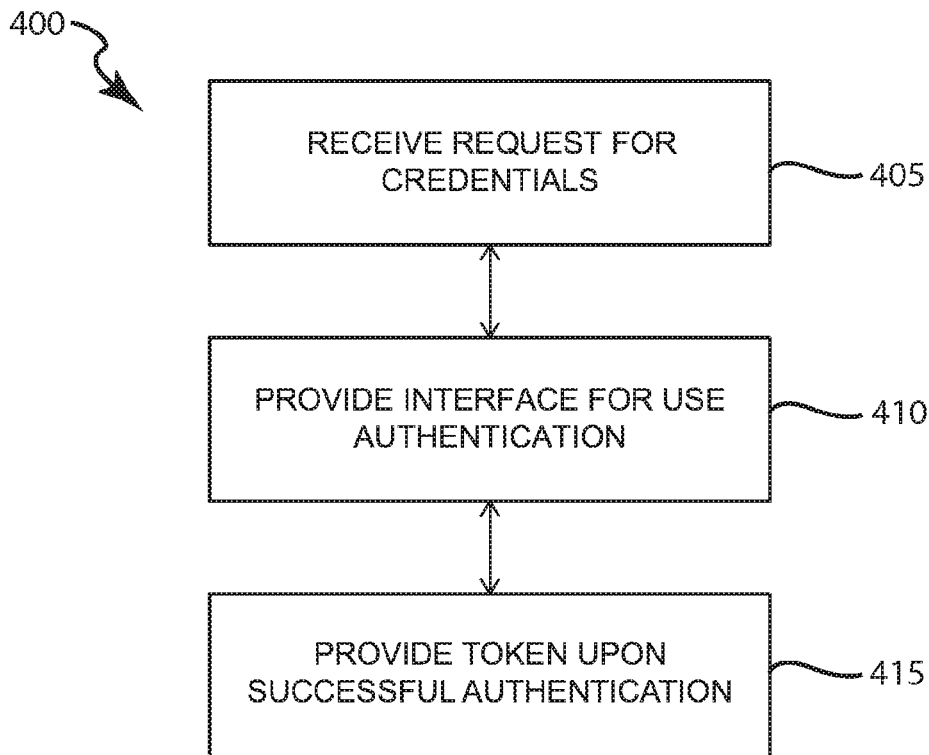 400
RECEIVE REQUEST FOR
CREDENTIALS
405
PROVIDE INTERFACE FOR USE
AUTHENTICATION
410
PROVIDE TOKEN UPON
SUCCESSFUL AUTHENTICATION
415